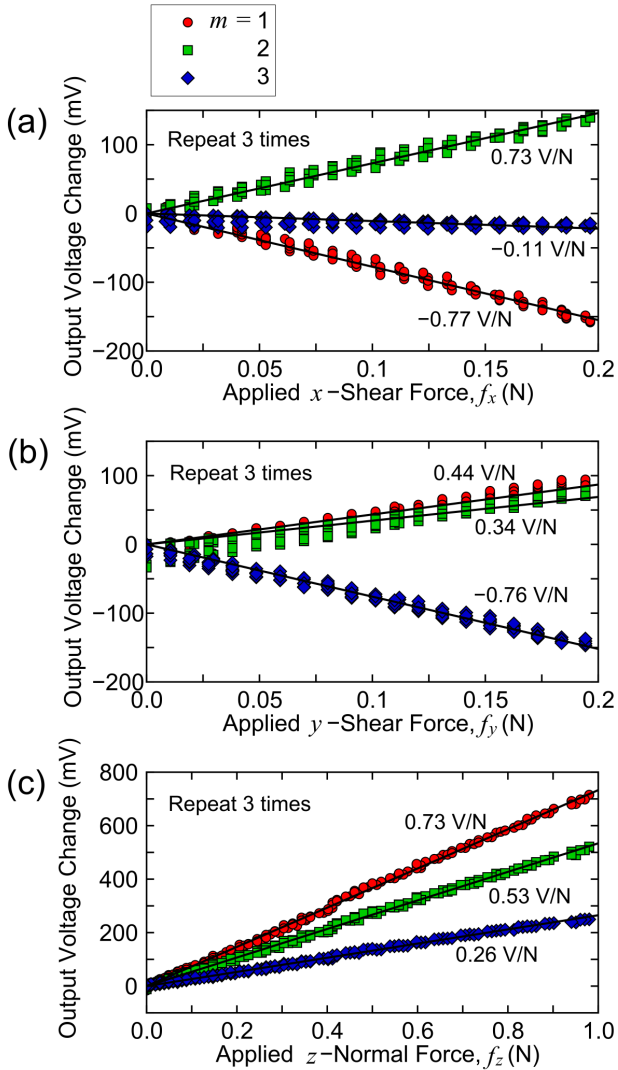 m = 1
2
3
(a)
Output Voltage Change (mV)
100
0
−100
−200
Repeat 3 times
0.73 V/N
−0.11 V/N
−0.77 V/N
0.0
0.05
0.1
0.15
0.2
Applied x−Shear Force, fx (N)
(b)
Output Voltage Change (mV)
100
0
−100
−200
Repeat 3 times
0.44 V/N
0.34 V/N
−0.76 V/N
0.0
0.05
0.1
0.15
0.2
Applied y−Shear Force, fy (N)
(c)
Output Voltage Change (mV)
800
600
400
200
0
Repeat 3 times
0.73 V/N
0.53 V/N
0.26 V/N
0.0
0.2
0.4
0.6
0.8
1.0
Applied z−Normal Force, fz (N)